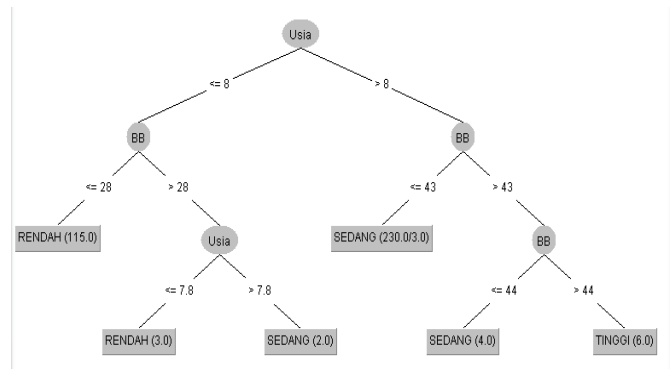 Usia
<= 8
> 8
BB
BB
<= 28
> 28
<= 43
> 43
RENDAH (115.0)
Usia
SEDANG (230.0/3.0)
BB
<= 7.8
> 7.8
<= 44
> 44
RENDAH (3.0)
SEDANG (2.0)
SEDANG (4.0)
TINGGI (6.0)